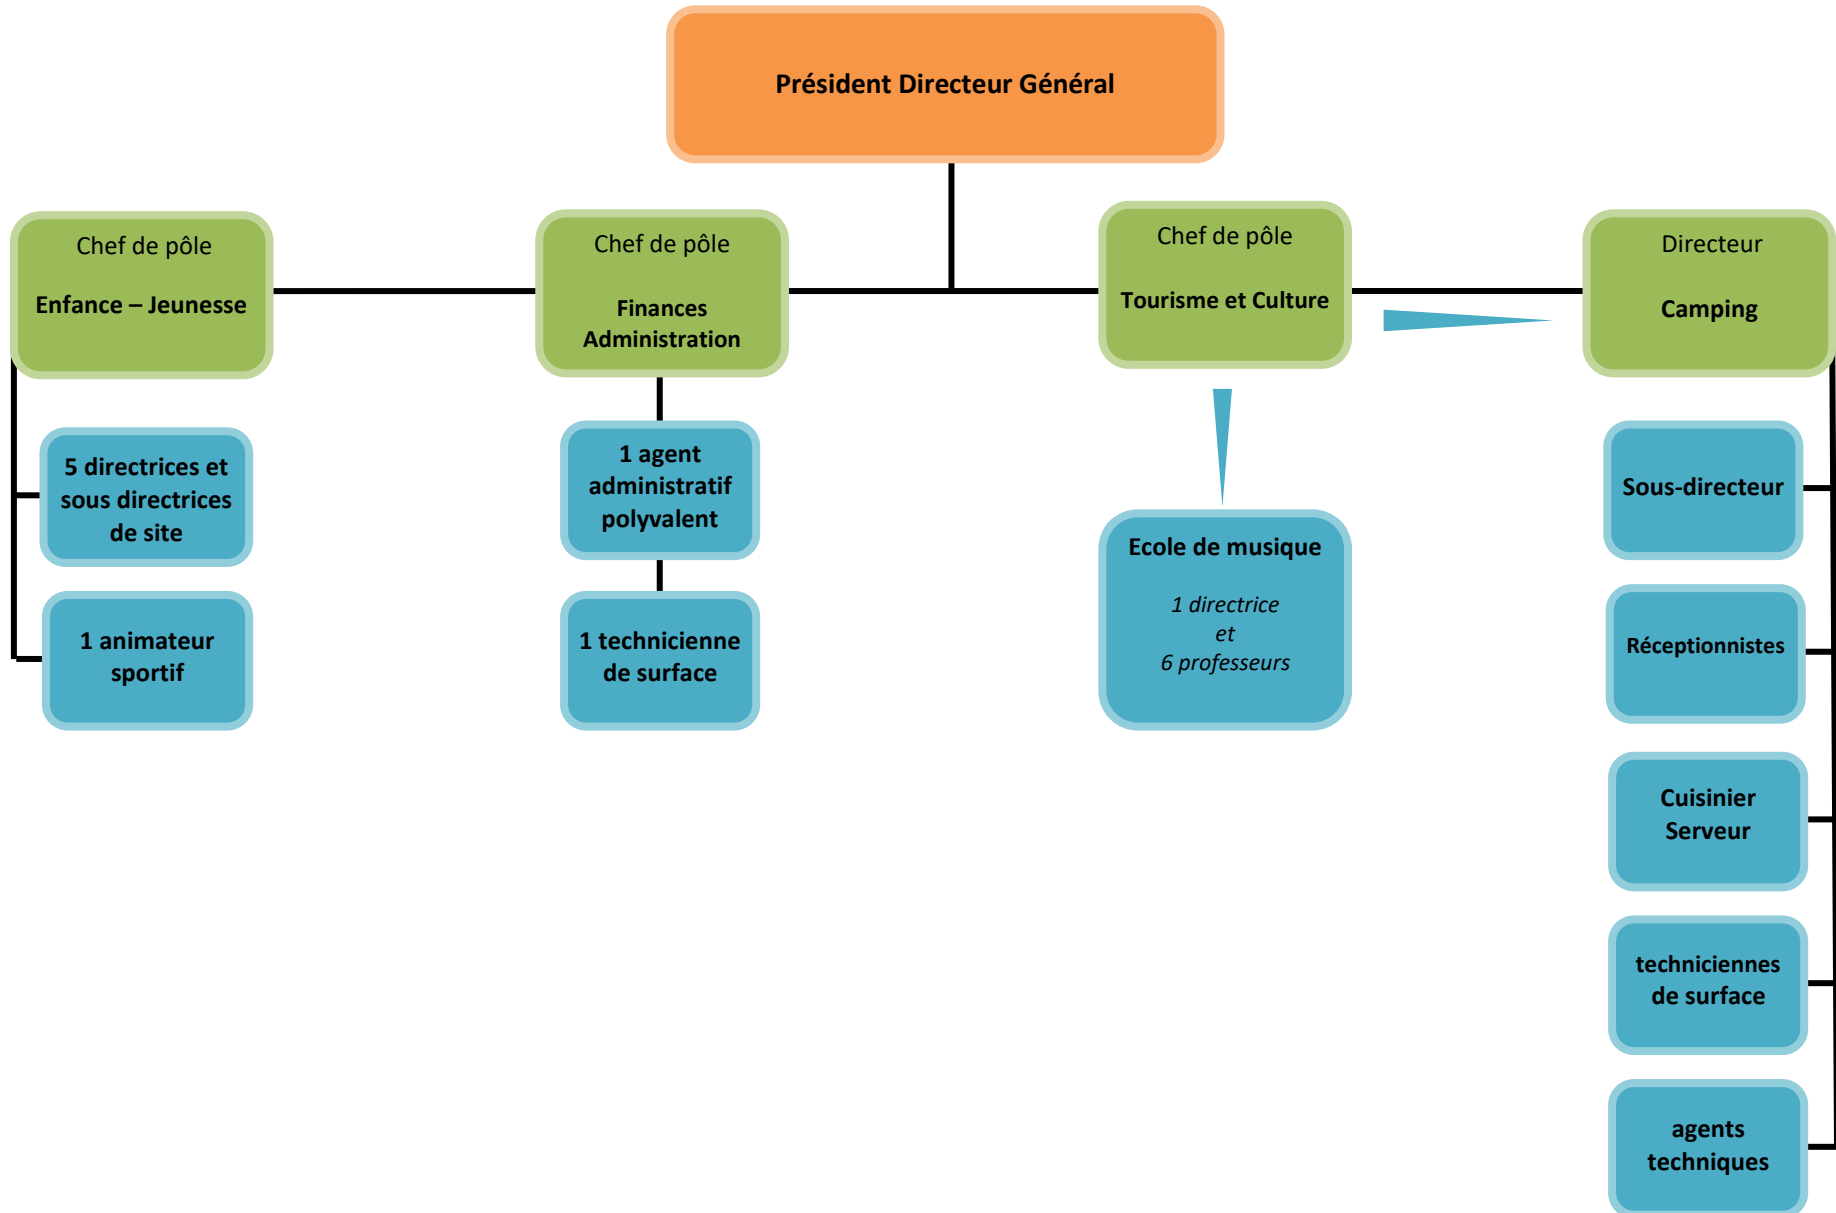 Président Directeur Général
Chef de pôle
Enfance – Jeunesse
Chef de pôle
Finances
Administration
Chef de pôle
Tourisme et Culture
Directeur
Camping
5 directrices et
sous directrices
de site
1 animateur
sportif
1 agent
administratif
polyvalent
1 technicienne
de surface
Ecole de musique
1 directrice
et
6 professeurs
Sous-directeur
Réceptionnistes
Cuisinier
Serveur
techniciennes
de surface
agents
techniques